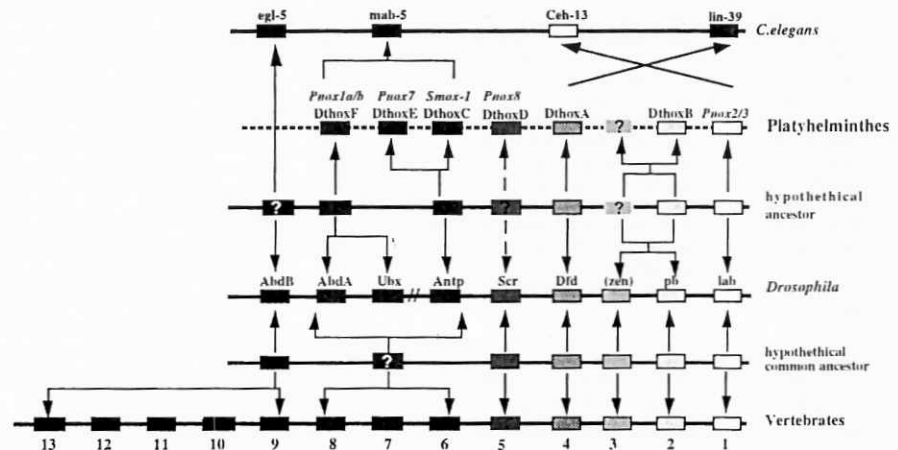 egl-5 mab-5 Ceh-13 lin-39
C.elegans
Pnox1a/b Pnox7 Smox-1 Pnox8
DthoxF DthoxE DthoxC DthoxD DthoxA ? DthoxB Pnox2/3
Platyhelminthes
? ? ? hypothethical
ancestor
AbdB AbdA Ubx Antp Scr Dfd (zen) pb lab
// Drosophila
? hypothethical
common ancestor
Vertebrates
13 12 11 10 9 8 7 6 5 4 3 2 1